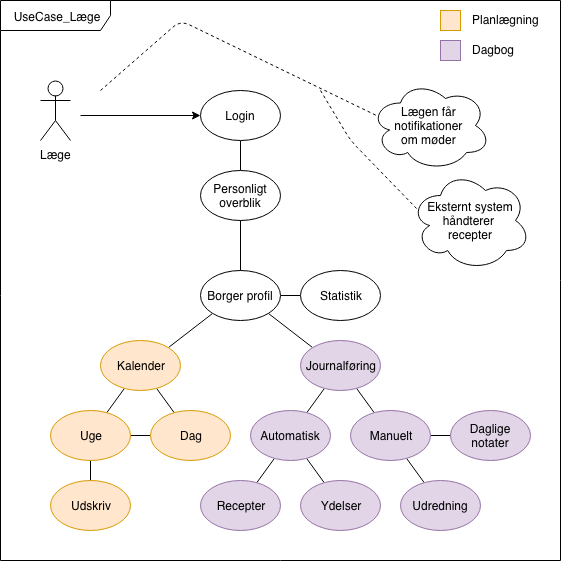 UseCase_Læge
Planlægning
Dagbog
Læge
Login
Lægen får
notifikationer
om møder
Personligt
overblik
Eksternt system
håndterer
recepter
Borger profil
Statistik
Kalender
Journalføring
Uge
Dag
Automatisk
Manuelt
Daglige
notater
Udskriv
Recepter
Ydelser
Udredning